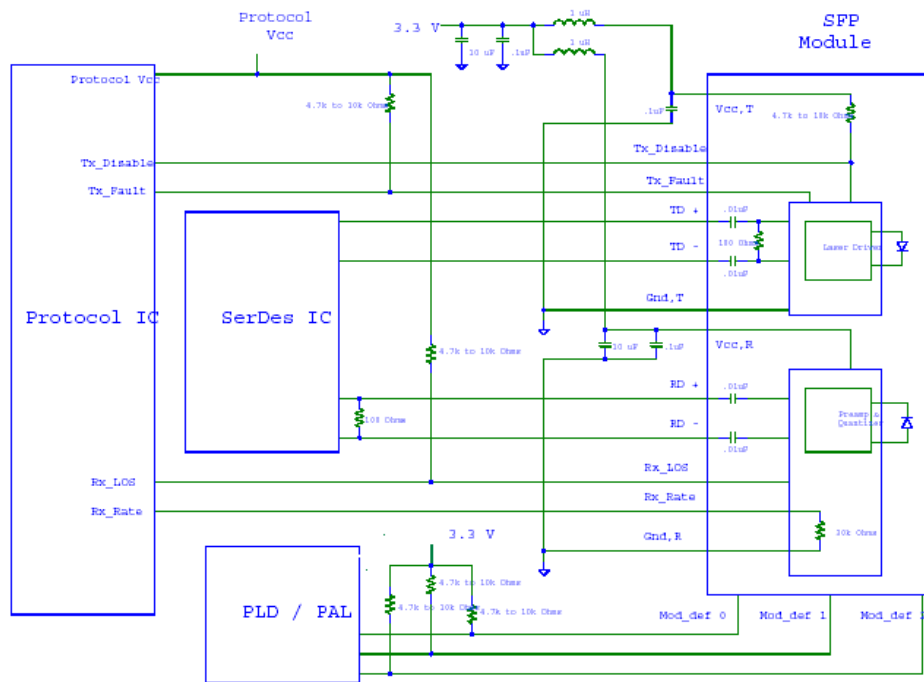 Protocol
Vcc
3.3 V
10 uF
.1uF
1 uH
1 uH
SFP
Module
Protocol Vcc
4.7k to 10k Ohms
.1uF
Vcc,T
4.7k to 10k Ohms
Tx_Disable
Tx_Disable
Tx_Fault
Tx_Fault
TD +
.01uF
TD -
100 Ohms
.01uF
Laser Driver
Protocol IC
SerDes IC
Gnd,T
4.7k to 10k Ohms
10 uF
.1uF
Vcc,R
RD +
.01uF
100 Ohms
RD -
.01uF
Preamp &
Quantizer
Rx_LOS
Rx_LOS
Rx_Rate
Rx_Rate
3.3 V
Gnd,R
30k Ohms
PLD / PAL
4.7k to 10k Ohms
4.7k to 10k Ohms
4.7k to 10k Ohms
Mod_def 0
Mod_def 1
Mod_def 2